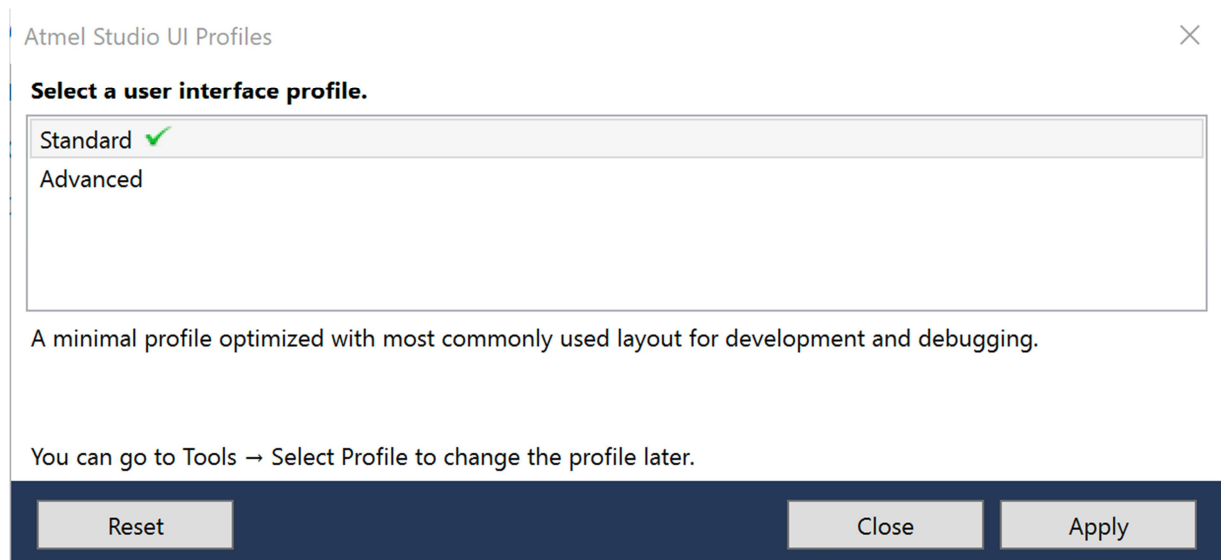 Atmel Studio UI Profiles
Select a user interface profile.
Standard
Advanced
A minimal profile optimized with most commonly used layout for development and debugging.
You can go to Tools → Select Profile to change the profile later.
Reset Close Apply